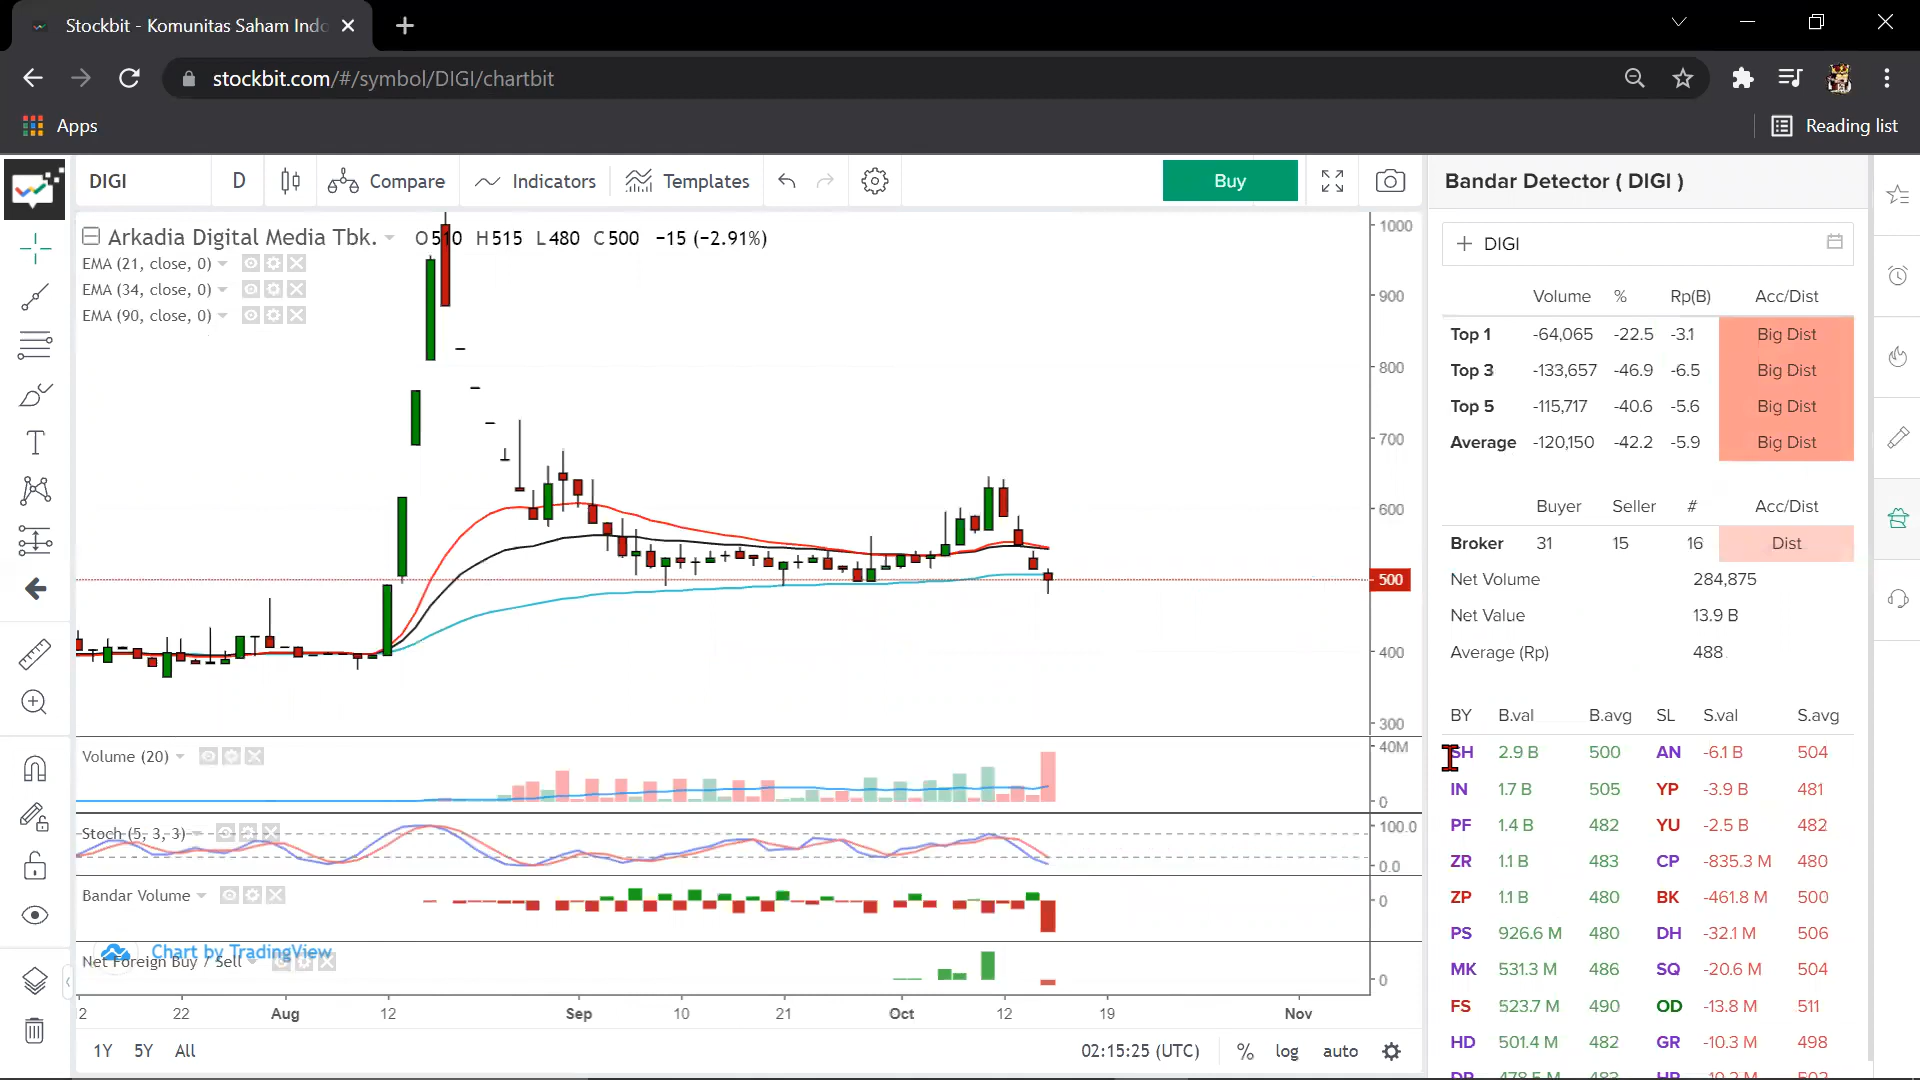 Stockbit - Komunitas Saham Indo
stockbit.com/#/symbol/DIGI/chartbit
Apps
Reading list
DIGI D Compare Indicators Templates Buy
Arkadia Digital Media Tbk. O510 H515 L480 C500 −15 (−2.91%)
EMA (21, close, 0)
EMA (34, close, 0)
EMA (90, close, 0)
1000
900
800
700
600
500
400
300
Volume (20)
40M
0
Stoch (5, 3, 3)
100.0
0.0
Bandar Volume
0
Chart by TradingView
Net Foreign Buy / Sell
0
2 22 Aug 12 Sep 10 21 Oct 12 19 Nov
1Y 5Y All 02:15:25 (UTC) % log auto
Bandar Detector ( DIGI )
DIGI
Volume % Rp(B) Acc/Dist
Top 1 -64,065 -22.5 -3.1 Big Dist
Top 3 -133,657 -46.9 -6.5 Big Dist
Top 5 -115,717 -40.6 -5.6 Big Dist
Average -120,150 -42.2 -5.9 Big Dist
Buyer Seller # Acc/Dist
Broker 31 15 16 Dist
Net Volume 284,875
Net Value 13.9 B
Average (Rp) 488
BY B.val B.avg SL S.val S.avg
SH 2.9 B 500 AN -6.1 B 504
IN 1.7 B 505 YP -3.9 B 481
PF 1.4 B 482 YU -2.5 B 482
ZR 1.1 B 483 CP -835.3 M 480
ZP 1.1 B 480 BK -461.8 M 500
PS 926.6 M 480 DH -32.1 M 506
MK 531.3 M 486 SQ -20.6 M 504
FS 523.7 M 490 OD -13.8 M 511
HD 501.4 M 482 GR -10.3 M 498